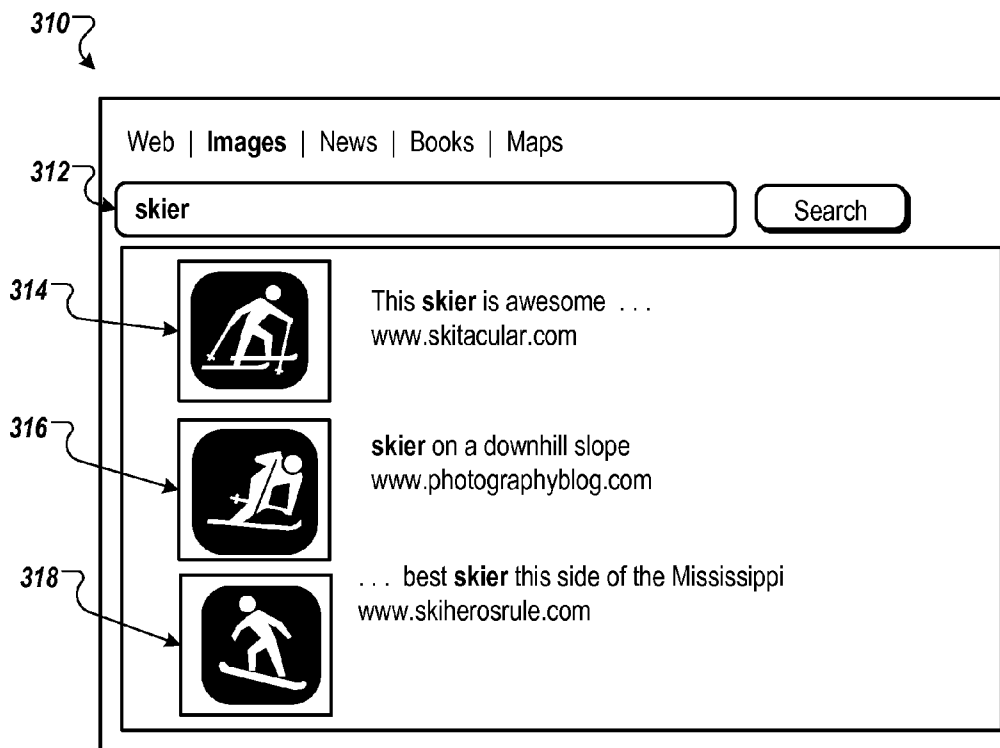 310
Web | Images | News | Books | Maps
312
skier
Search
314
This skier is awesome . . .
www.skitacular.com
316
skier on a downhill slope
www.photographyblog.com
318
. . . best skier this side of the Mississippi
www.skiherosrule.com